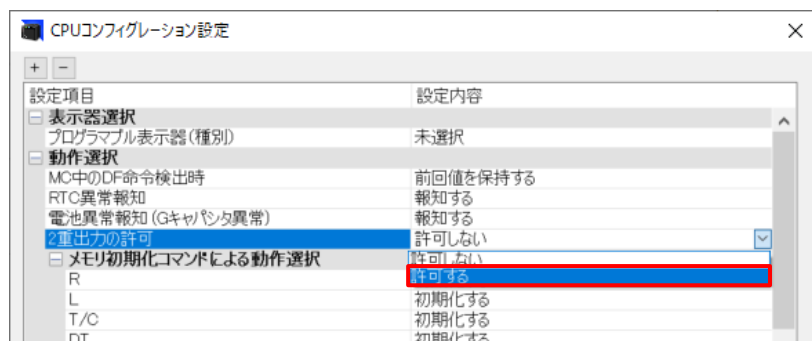 CPUコンフィグレーション設定
+ -
設定項目 設定内容
表示器選択
プログラマブル表示器(種別) 未選択
動作選択
MC中のDF命令検出時 前回値を保持する
RTC異常報知 報知する
電池異常報知(Gキャパシタ異常) 報知する
2重出力の許可 許可しない
メモリ初期化コマンドによる動作選択 許可しない
R 許可する
L 初期化する
T/C 初期化する
DT 初期化する